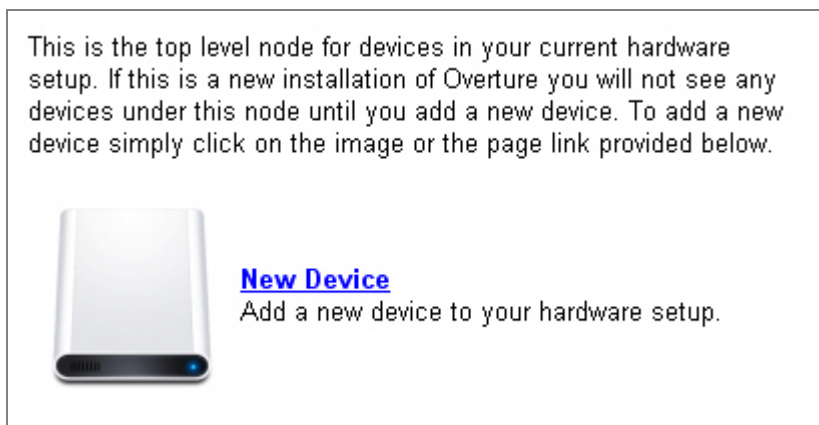 This is the top level node for devices in your current hardware
setup. If this is a new installation of Overture you will not see any
devices under this node until you add a new device. To add a new
device simply click on the image or the page link provided below.
New Device
Add a new device to your hardware setup.